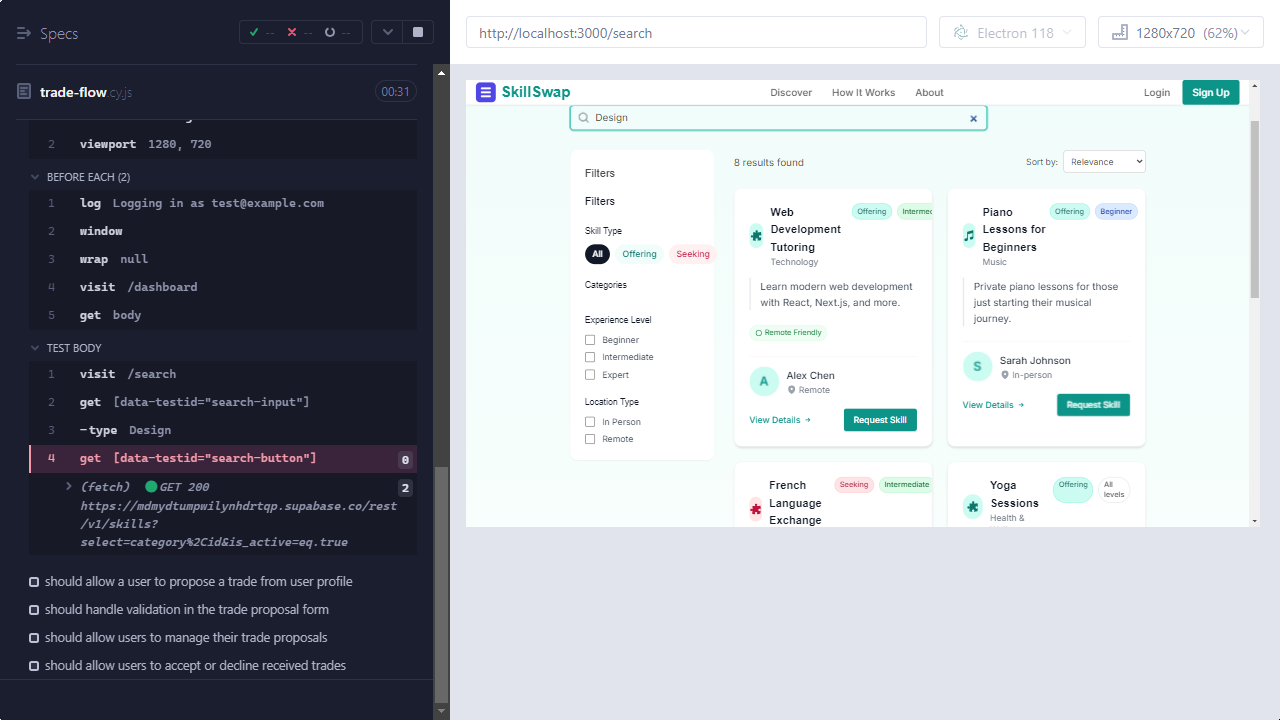 Specs
-- -- --
trade-flow.cy.js 00:31
2 viewport 1280, 720
BEFORE EACH (2)
1 log Logging in as test@example.com
2 window
3 wrap null
4 visit /dashboard
5 get body
TEST BODY
1 visit /search
2 get [data-testid="search-input"]
3 -type Design
4 get [data-testid="search-button"] 0
(fetch) GET 200 2
https://mdmydtumpwilynhdrtqp.supabase.co/rest
/v1/skills?
select=category%2Cid&is_active=eq.true
should allow a user to propose a trade from user profile
should handle validation in the trade proposal form
should allow users to manage their trade proposals
should allow users to accept or decline received trades
http://localhost:3000/search
Electron 118
1280x720 (62%)
SkillSwap
Discover How It Works About
Login Sign Up
Design ×
Filters
Filters
Skill Type
All Offering Seeking
Categories
Experience Level
Beginner
Intermediate
Expert
Location Type
In Person
Remote
8 results found
Sort by: Relevance
Web
Development
Tutoring
Offering Intermed
Technology
Learn modern web development
with React, Next.js, and more.
Remote Friendly
A Alex Chen
Remote
View Details → Request Skill
Piano
Lessons for
Beginners
Offering Beginner
Music
Private piano lessons for those
just starting their musical
journey.
S Sarah Johnson
In-person
View Details → Request Skill
French
Language
Exchange
Seeking Intermediate
Yoga
Sessions
Offering All
levels
Health &